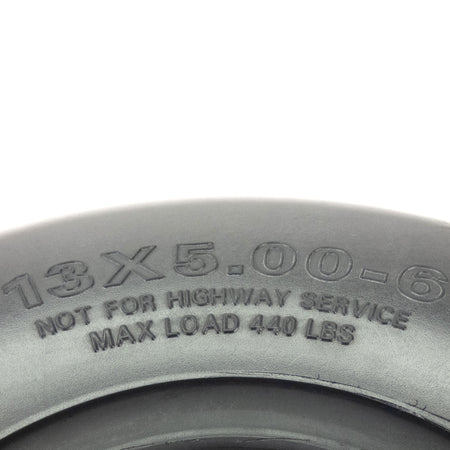 13X5.00-6
NOT FOR HIGHWAY SERVICE
MAX LOAD 440 LBS